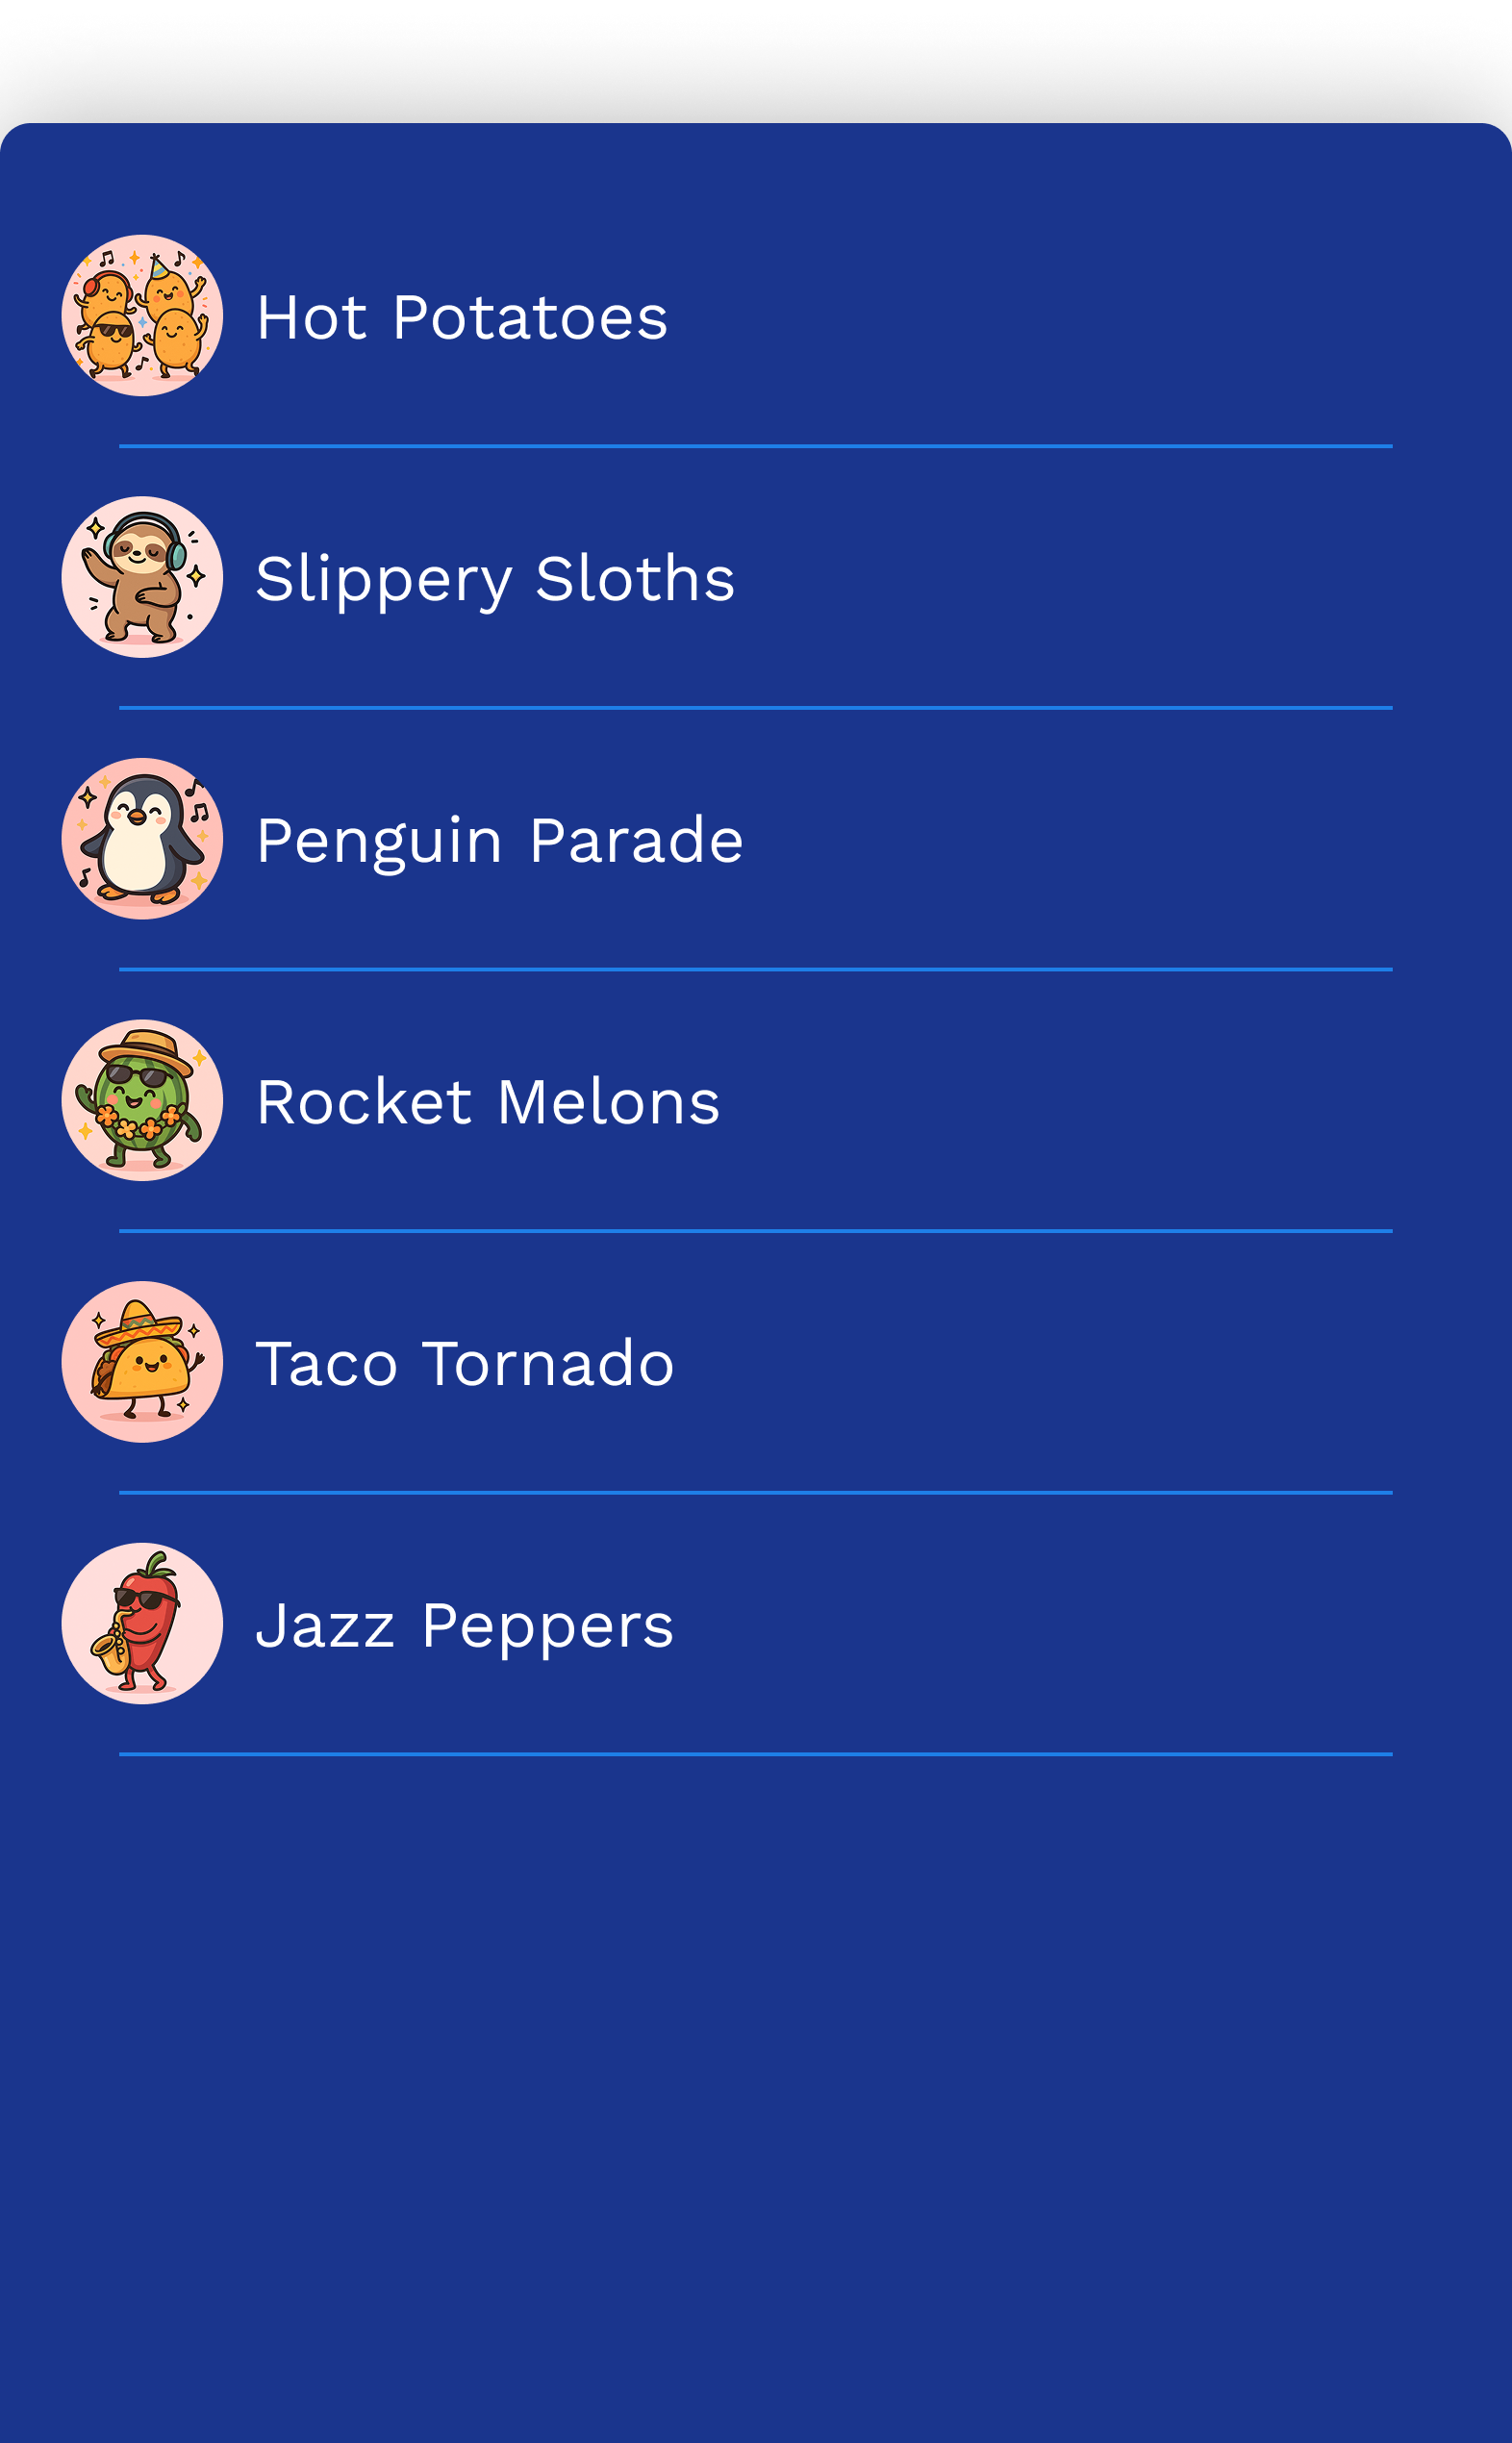 Hot Potatoes
Slippery Sloths
Penguin Parade
Rocket Melons
Taco Tornado
Jazz Peppers